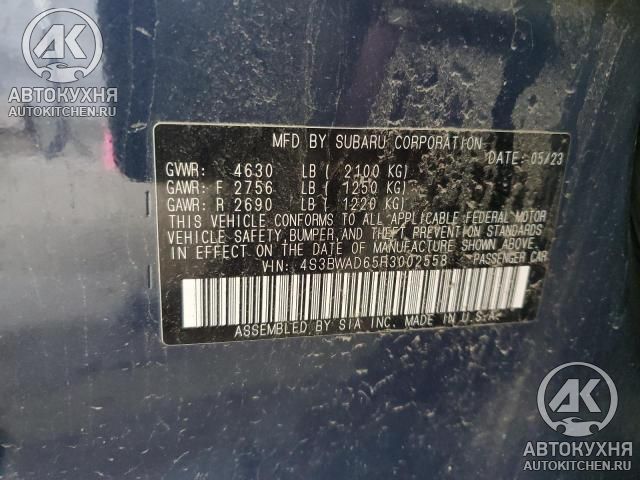 AK
АВТОКУХНЯ
AUTOKITCHEN.RU
MFD BY SUBARU CORPORATION
DATE: 05/23
GVWR: 4630 LB ( 2100 KG)
GAWR: F 2756 LB ( 1250 KG)
GAWR: R 2690 LB ( 1220 KG)
THIS VEHICLE CONFORMS TO ALL APPLICABLE FEDERAL MOTOR
VEHICLE SAFETY, BUMPER, AND THEFT PREVENTION STANDARDS
IN EFFECT ON THE DATE OF MANUFACTURE SHOWN ABOVE.
VIN: 4S3BWAD65R3002558 PASSENGER CAR
ASSEMBLED BY SIA INC. MADE IN U.S.A.
AK
АВТОКУХНЯ
AUTOKITCHEN.RU